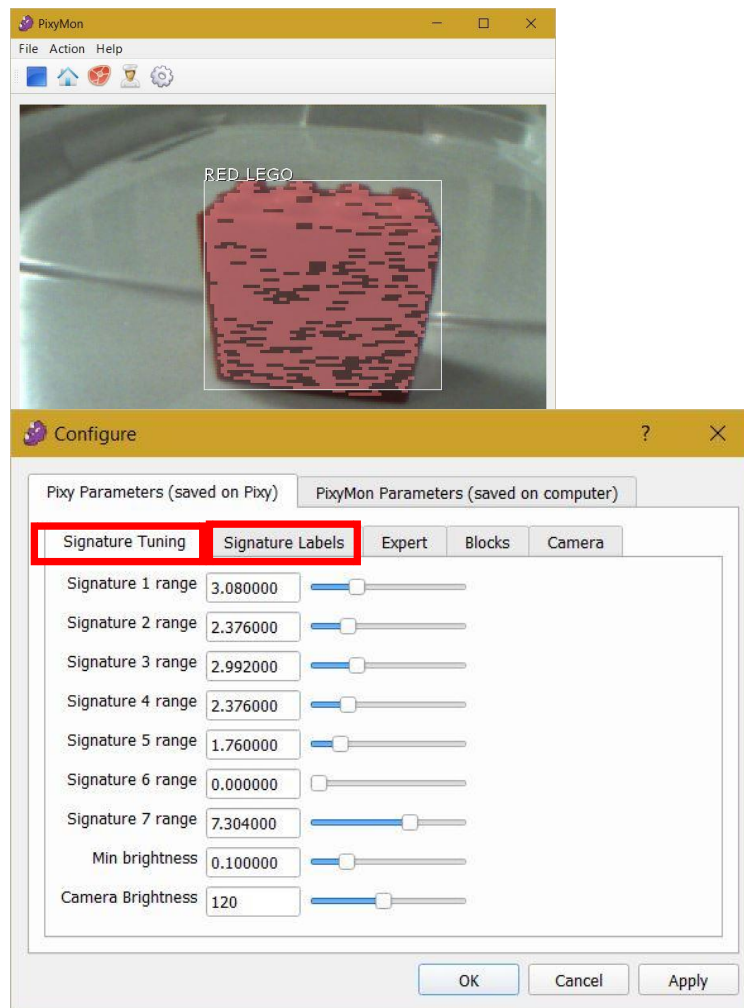 PixyMon
File Action Help
RED LEGO
Configure
?
Pixy Parameters (saved on Pixy) PixyMon Parameters (saved on computer)
Signature Tuning Signature Labels Expert Blocks Camera
Signature 1 range 3.080000
Signature 2 range 2.376000
Signature 3 range 2.992000
Signature 4 range 2.376000
Signature 5 range 1.760000
Signature 6 range 0.000000
Signature 7 range 7.304000
Min brightness 0.100000
Camera Brightness 120
OK Cancel Apply